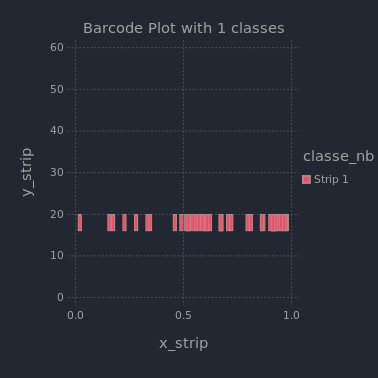 Barcode Plot with 1 classes
60
50
40
30
20
10
0
y_strip
0.0
0.5
1.0
x_strip
classe_nb
Strip 1